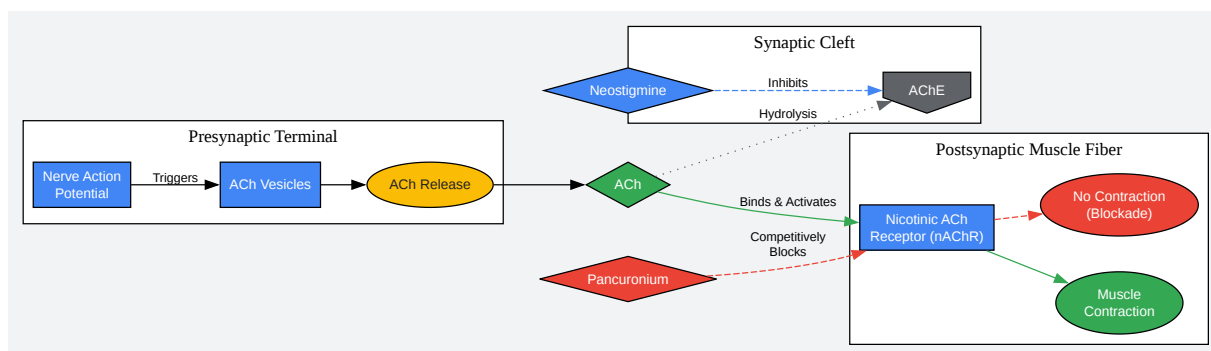 Synaptic Cleft
Neostigmine
Inhibits
AChE
Hydrolysis
Presynaptic Terminal
Nerve Action
Potential
Triggers
ACh Vesicles
ACh Release
ACh
Binds & Activates
Postsynaptic Muscle Fiber
Nicotinic ACh
Receptor (nAChR)
No Contraction
(Blockade)
Competitively
Blocks
Pancuronium
Muscle
Contraction